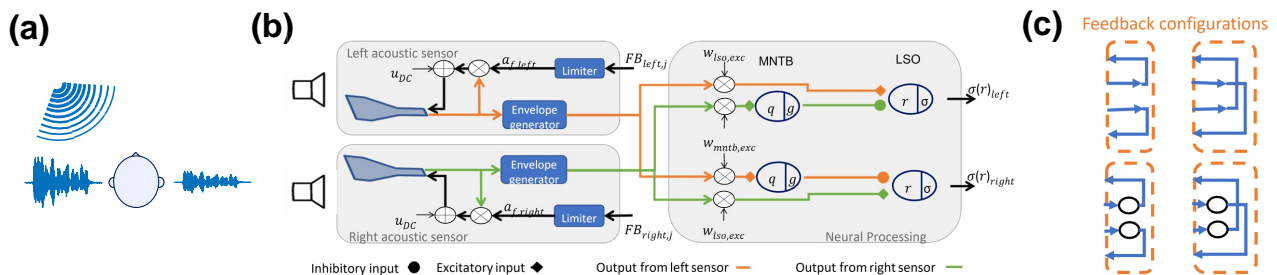 (a)
(b)
(c)
Feedback configurations
Left acoustic sensor
u_DC
a_f,left
Limiter
FB_left,j
Envelope
generator
w_lso,exc
MNTB
LSO
q g
r σ
σ(r)_left
Envelope
generator
w_mntb,exc
q g
r σ
σ(r)_right
u_DC
a_f,right
Limiter
FB_right,j
w_lso,exc
Right acoustic sensor
Neural Processing
Inhibitory input
Excitatory input
Output from left sensor
Output from right sensor